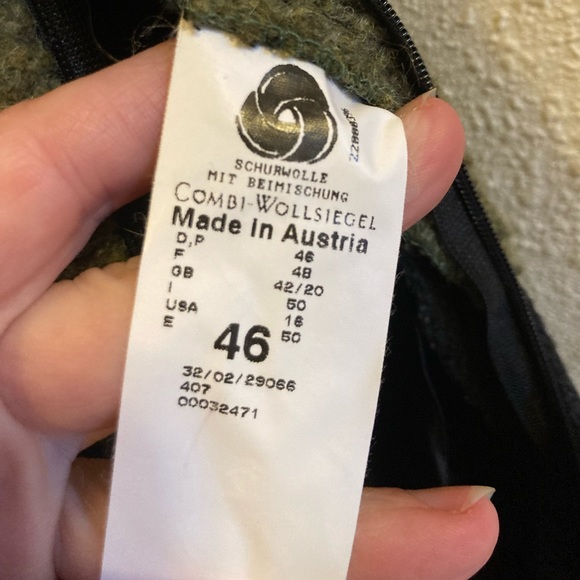 SCHURWOLLE
MIT BEIMISCHUNG
COMBI-WOLLSIEGEL
Made in Austria
D,P 46
F 48
GB 42/20
I 50
USA 16
E 50
46
32/02/29066
407
00032471